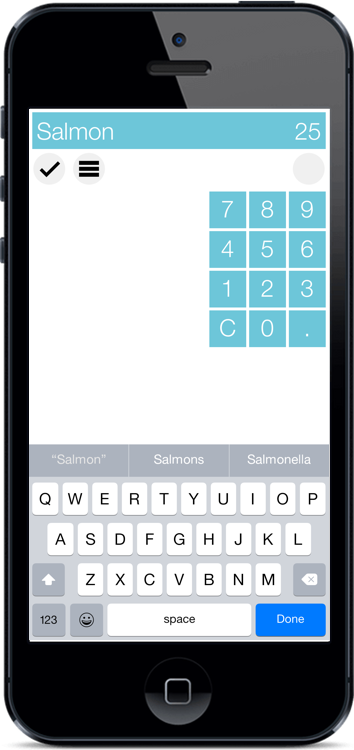 Salmon 25
7 8 9
4 5 6
1 2 3
C 0 .
“Salmon” Salmons Salmonella
Q W E R T Y U I O P
A S D F G H J K L
Z X C V B N M
123 space Done